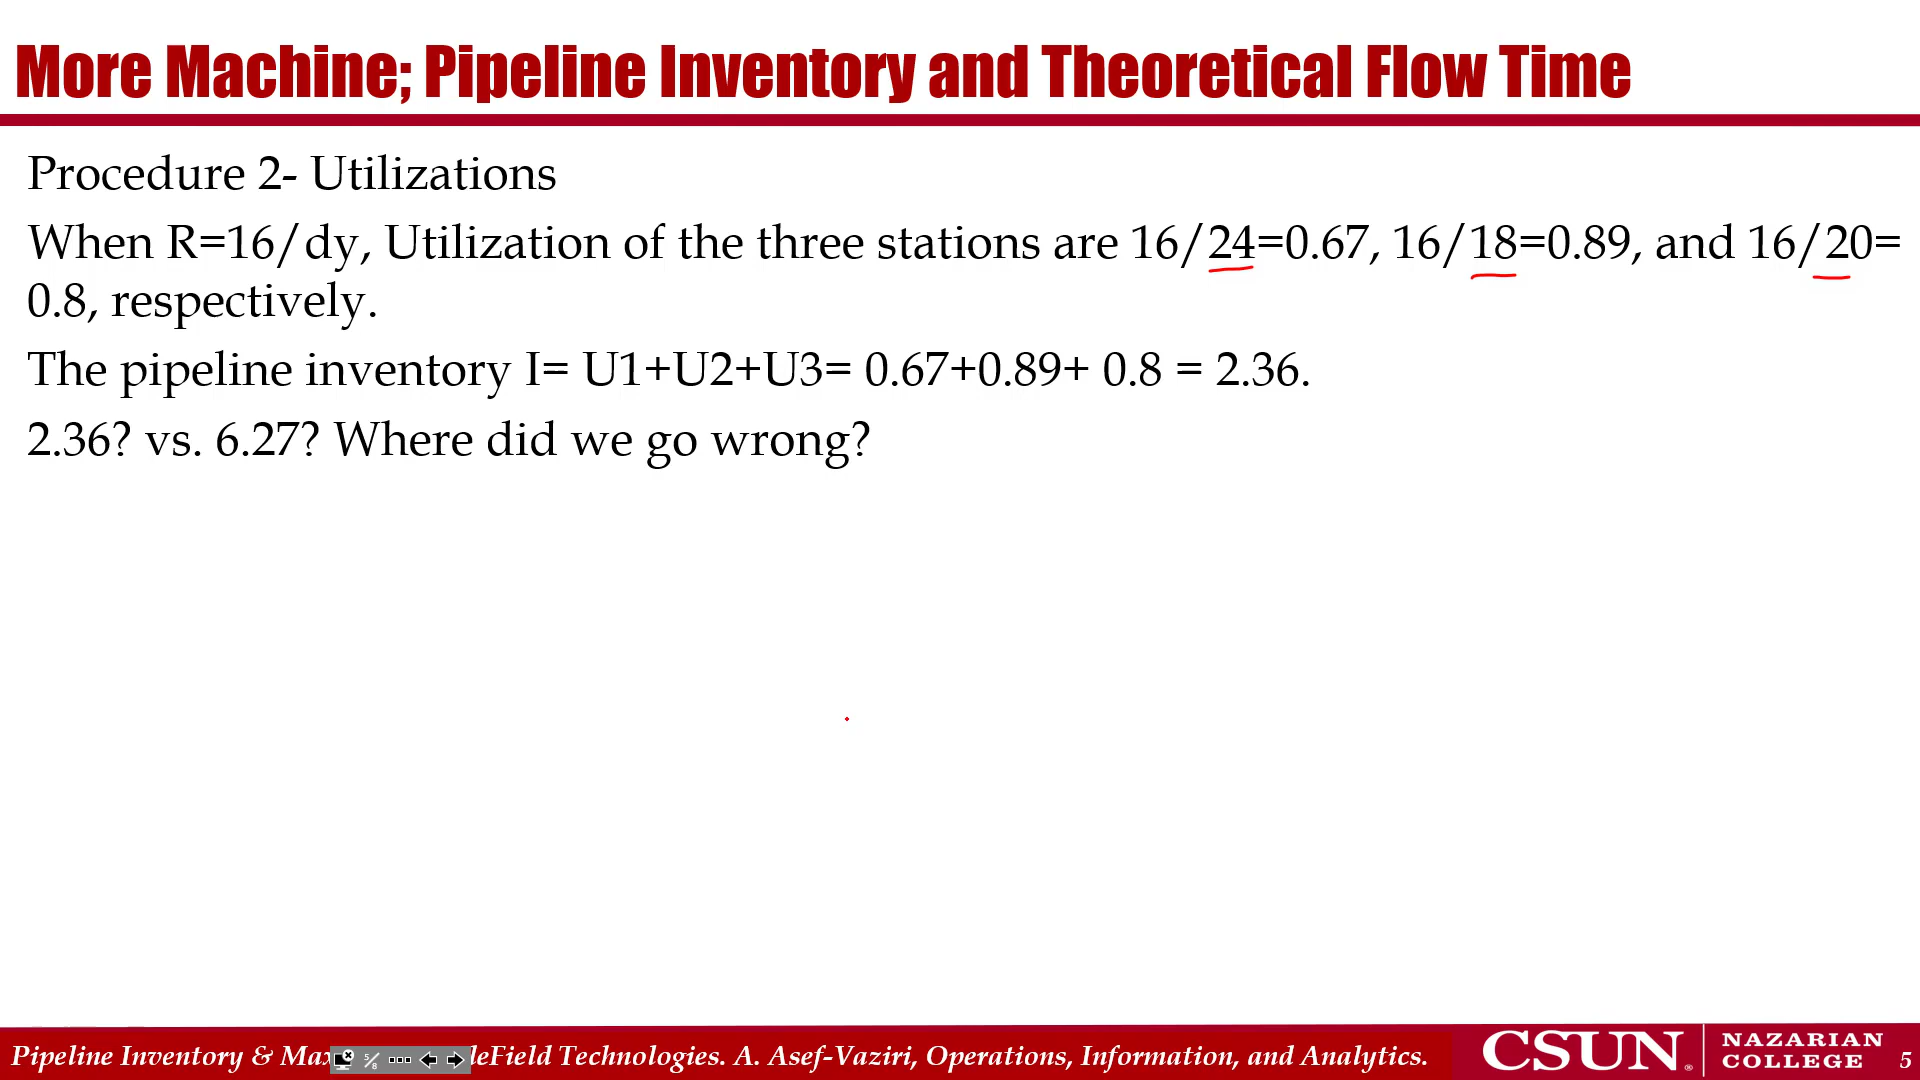 More Machine; Pipeline Inventory and Theoretical Flow Time
Procedure 2- Utilizations
When R=16/dy, Utilization of the three stations are 16/24=0.67, 16/18=0.89, and 16/20=
0.8, respectively.
The pipeline inventory I= U1+U2+U3= 0.67+0.89+ 0.8 = 2.36.
2.36? vs. 6.27? Where did we go wrong?
Pipeline Inventory & Max leField Technologies. A. Asef-Vaziri, Operations, Information, and Analytics.
5/8
CSUN
NAZARIAN
COLLEGE
5